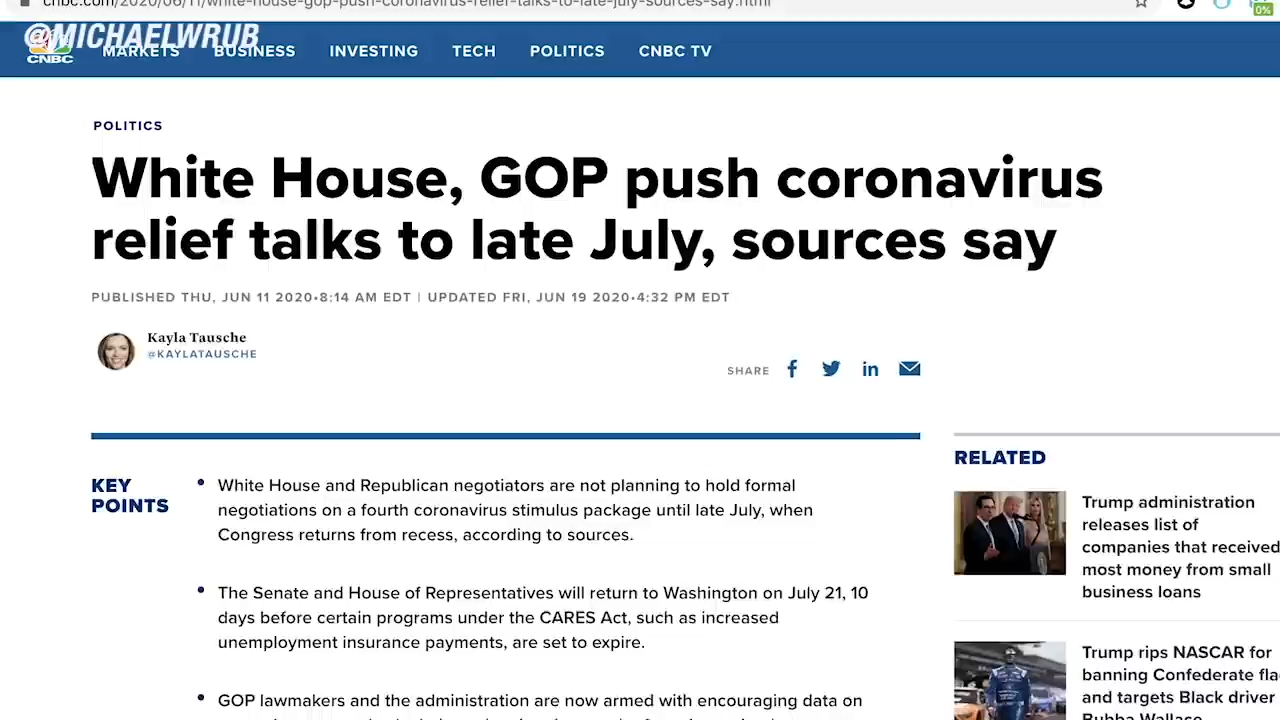 cnbc.com/2020/06/11/white-house-gop-push-coronavirus-relief-talks-to-late-july-sources-say.html
0%
@MICHAELWRUB
CNBC
MARKETS BUSINESS INVESTING TECH POLITICS CNBC TV
POLITICS
White House, GOP push coronavirus
relief talks to late July, sources say
PUBLISHED THU, JUN 11 2020•8:14 AM EDT | UPDATED FRI, JUN 19 2020•4:32 PM EDT
Kayla Tausche
@KAYLATAUSCHE
SHARE
KEY
POINTS
• White House and Republican negotiators are not planning to hold formal
negotiations on a fourth coronavirus stimulus package until late July, when
Congress returns from recess, according to sources.
• The Senate and House of Representatives will return to Washington on July 21, 10
days before certain programs under the CARES Act, such as increased
unemployment insurance payments, are set to expire.
• GOP lawmakers and the administration are now armed with encouraging data on
RELATED
Trump administration
releases list of
companies that received
most money from small
business loans
Trump rips NASCAR for
banning Confederate fla
and targets Black driver
Bubba Wallace